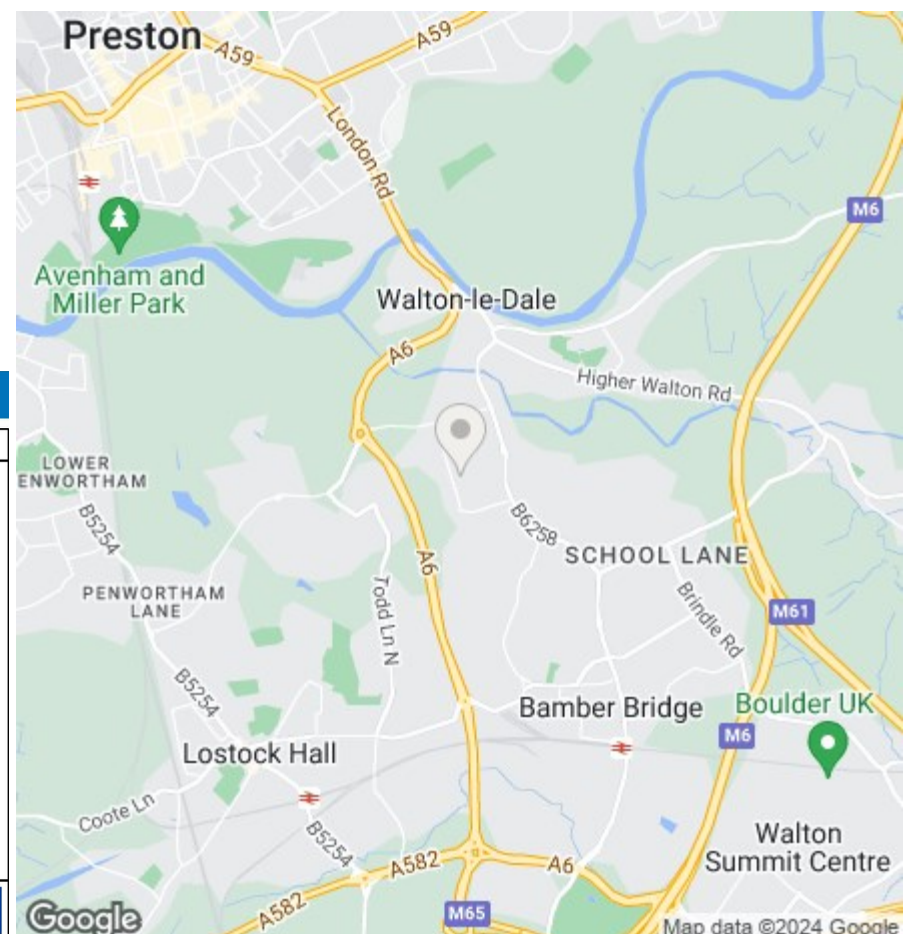 Preston
A59
A59
London Rd
M6
Avenham and
Miller Park
Walton-le-Dale
A6
Higher Walton Rd
LOWER
ENWORTHAM
B5254
B6258
SCHOOL LANE
A6
PENWORTHAM
LANE
Todd Ln N
Brindle Rd
M61
B5254
Bamber Bridge
Boulder UK
M6
Lostock Hall
Coote Ln
B5254
A582
A6
Walton
Summit Centre
A582
M65
Google
Map data ©2024 Google